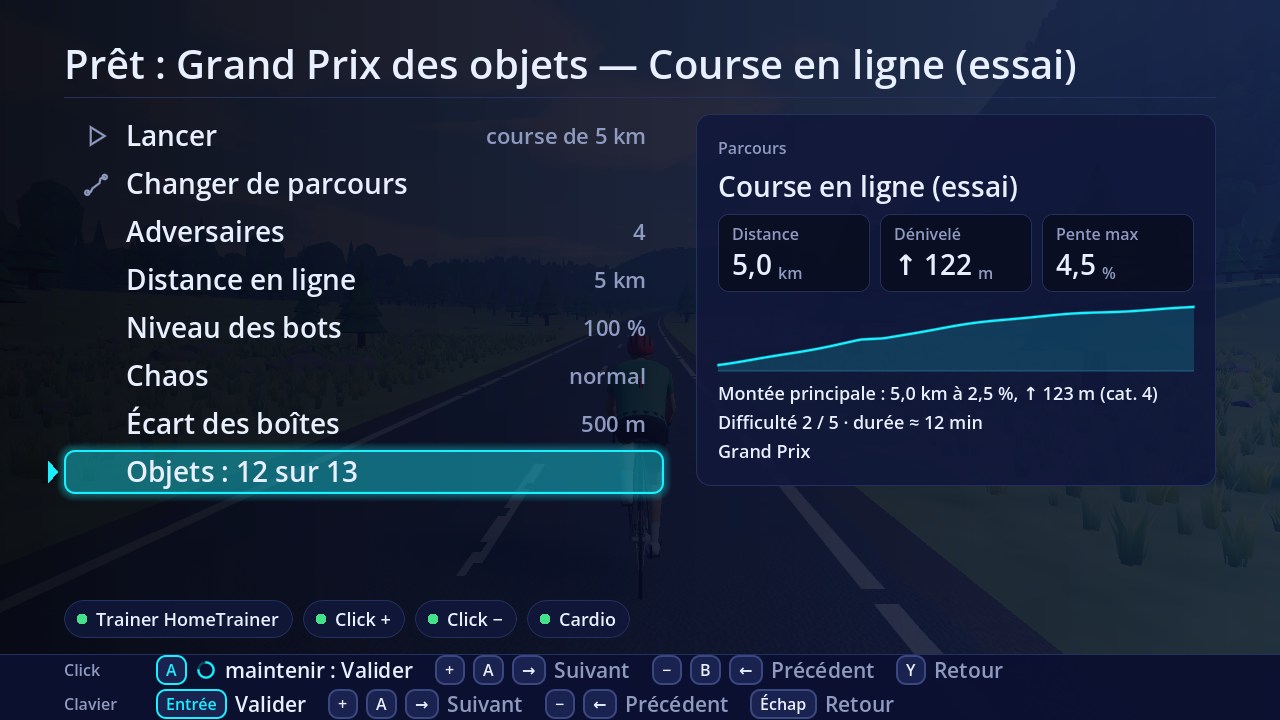 Prêt : Grand Prix des objets — Course en ligne (essai)
Lancer course de 5 km
Changer de parcours
Adversaires 4
Distance en ligne 5 km
Niveau des bots 100 %
Chaos normal
Écart des boîtes 500 m
Objets : 12 sur 13
Parcours
Course en ligne (essai)
Distance Dénivelé Pente max
5,0 km ↑ 122 m 4,5 %
Montée principale : 5,0 km à 2,5 %, ↑ 123 m (cat. 4)
Difficulté 2 / 5 · durée ≈ 12 min
Grand Prix
Trainer HomeTrainer Click + Click − Cardio
Click A maintenir : Valider + A → Suivant − B ← Précédent Y Retour
Clavier Entrée Valider + A → Suivant − ← Précédent Échap Retour